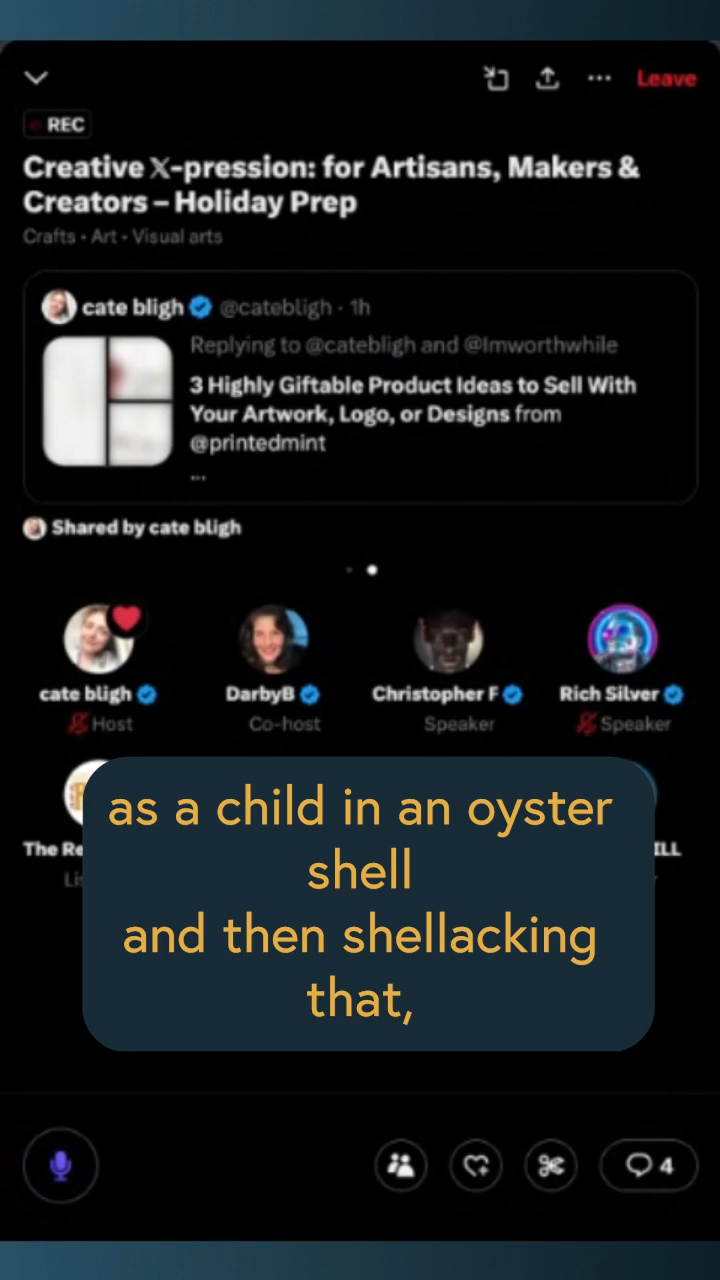 Leave
REC
Creative 𝕏-pression: for Artisans, Makers &
Creators – Holiday Prep
Crafts • Art • Visual arts
cate bligh @catebligh · 1h
Replying to @catebligh and @Imworthwhile
3 Highly Giftable Product Ideas to Sell With
Your Artwork, Logo, or Designs from
@printedmint
...
Shared by cate bligh
cate bligh DarbyB Christopher F Rich Silver
Host Co-host Speaker Speaker
as a child in an oyster
shell
and then shellacking
that,
The
4